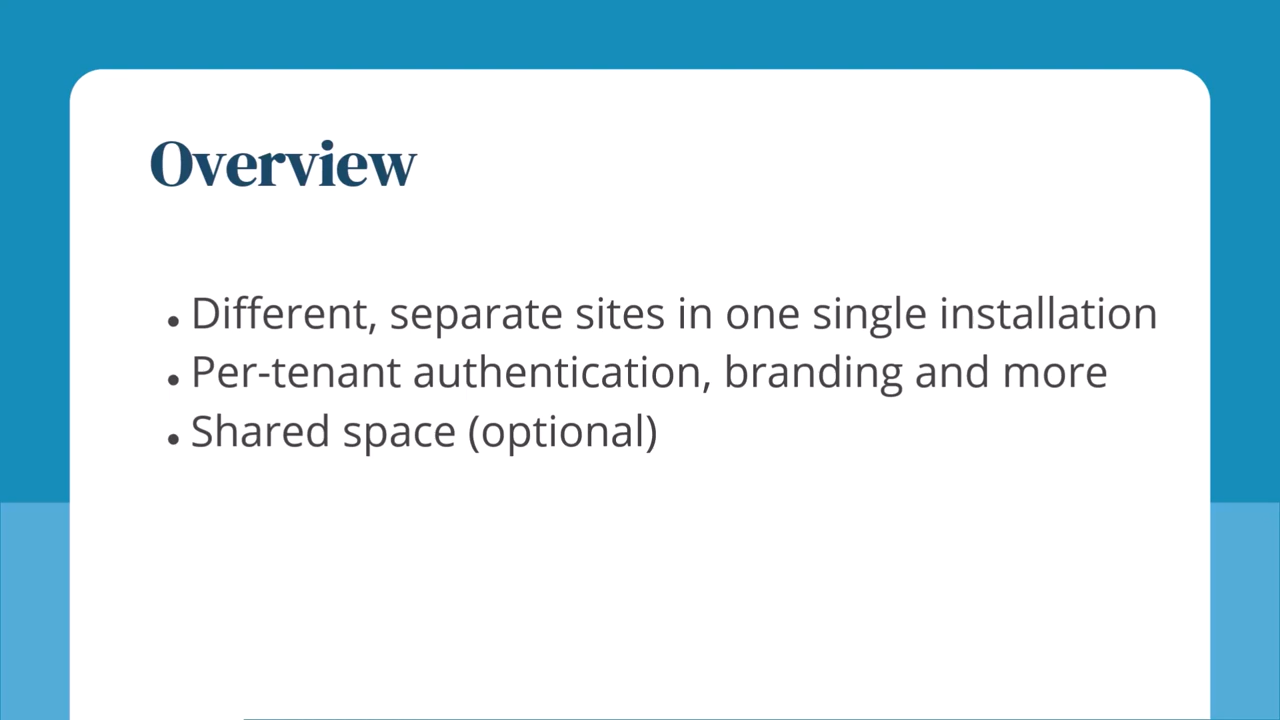 Overview
• Different, separate sites in one single installation
• Per-tenant authentication, branding and more
• Shared space (optional)